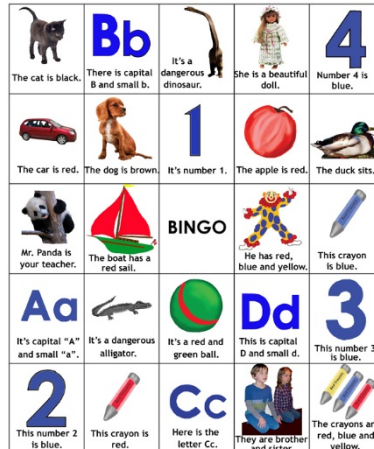 Bb
4
The cat is black.
There is capital
B and small b.
It's a
dangerous
dinosaur.
She is a beautiful
doll.
Number 4 is
blue.
1
The car is red.
The dog is brown.
It's number 1.
The apple is red.
The duck sits.
BINGO
Mr. Panda is
your teacher.
The boat has a
red sail.
He has red,
blue and yellow.
This crayon
is blue.
Aa
Dd
3
It's capital "A"
and small "a".
It's a dangerous
alligator.
It's a red and
green ball.
This is capital
D and small d.
This number 3
is blue.
2
Cc
This number 2
is blue.
This crayon is
red.
Here is the
letter Cc.
They are brother
and sister.
The crayons are
red, blue and
yellow.